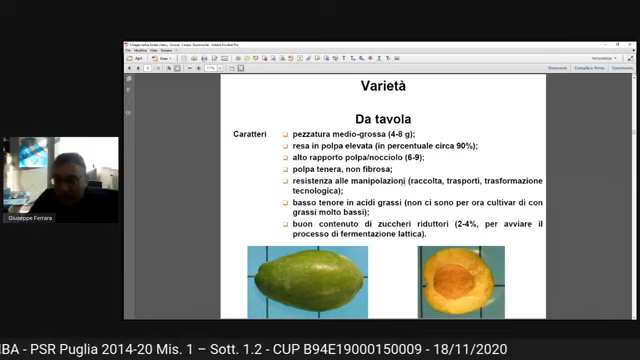 Varietà
Da tavola
Caratteri
pezzatura medio-grossa (4-8 g);
resa in polpa elevata (in percentuale circa 90%);
alto rapporto polpa/nocciolo (6-9);
polpa tenera, non fibrosa;
resistenza alle manipolazioni (raccolta, trasporti, trasformazione
tecnologica);
basso tenore in acidi grassi (non ci sono per ora cultivar di con
grassi molto bassi);
buon contenuto di zuccheri riduttori (2-4%, per avviare il
processo di fermentazione lattica).
Giuseppe Ferrara
IBA - PSR Puglia 2014-20 Mis. 1 – Sott. 1.2 - CUP B94E19000150009 - 18/11/2020